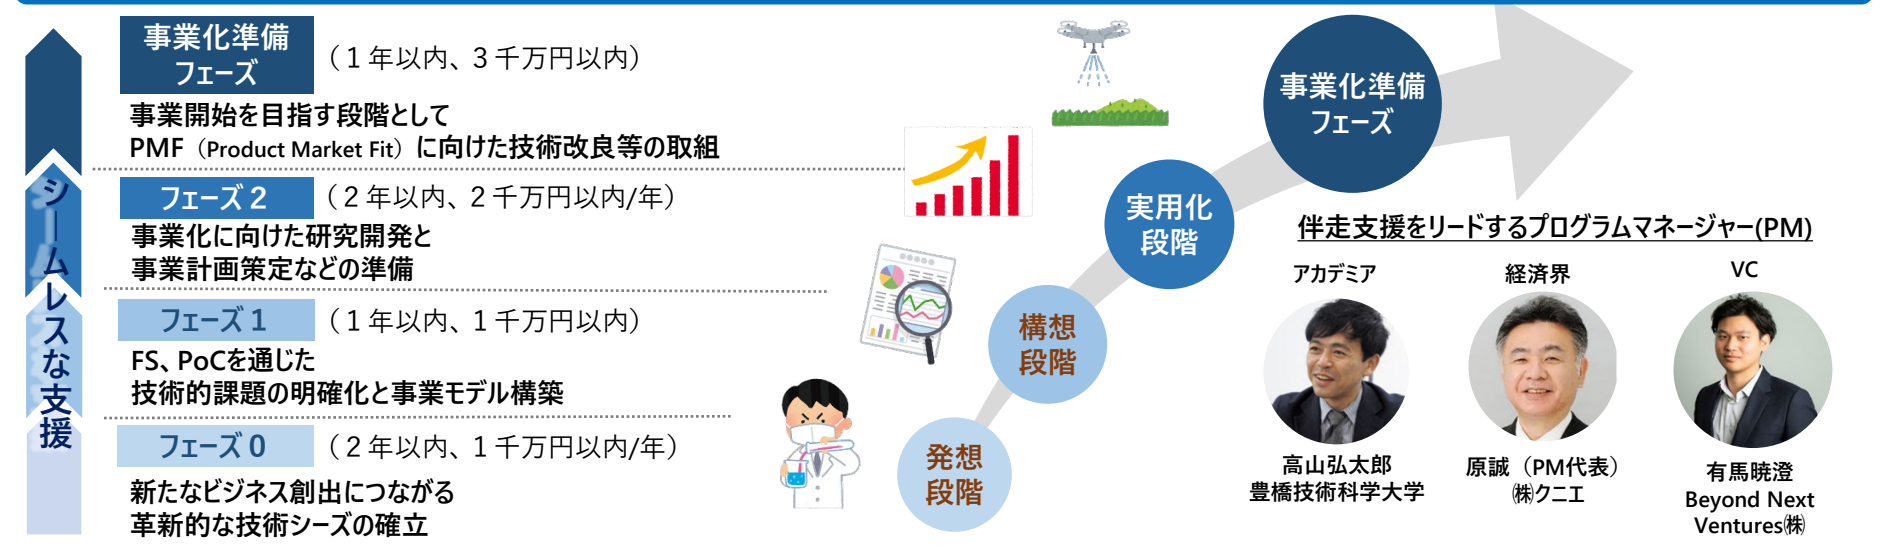 シームレスな支援
事業化準備
フェーズ
（１年以内、３千万円以内）
事業開始を目指す段階として
PMF（Product Market Fit）に向けた技術改良等の取組
フェーズ２
（２年以内、２千万円以内/年）
事業化に向けた研究開発と
事業計画策定などの準備
フェーズ１
（１年以内、１千万円以内）
FS、PoCを通じた
技術的課題の明確化と事業モデル構築
フェーズ０
（２年以内、１千万円以内/年）
新たなビジネス創出につながる
革新的な技術シーズの確立
発想
段階
構想
段階
実用化
段階
事業化準備
フェーズ
伴走支援をリードするプログラムマネージャー(PM)
アカデミア
高山弘太郎
豊橋技術科学大学
経済界
原誠（PM代表）
㈱クニエ
VC
有馬暁澄
Beyond Next
Ventures㈱